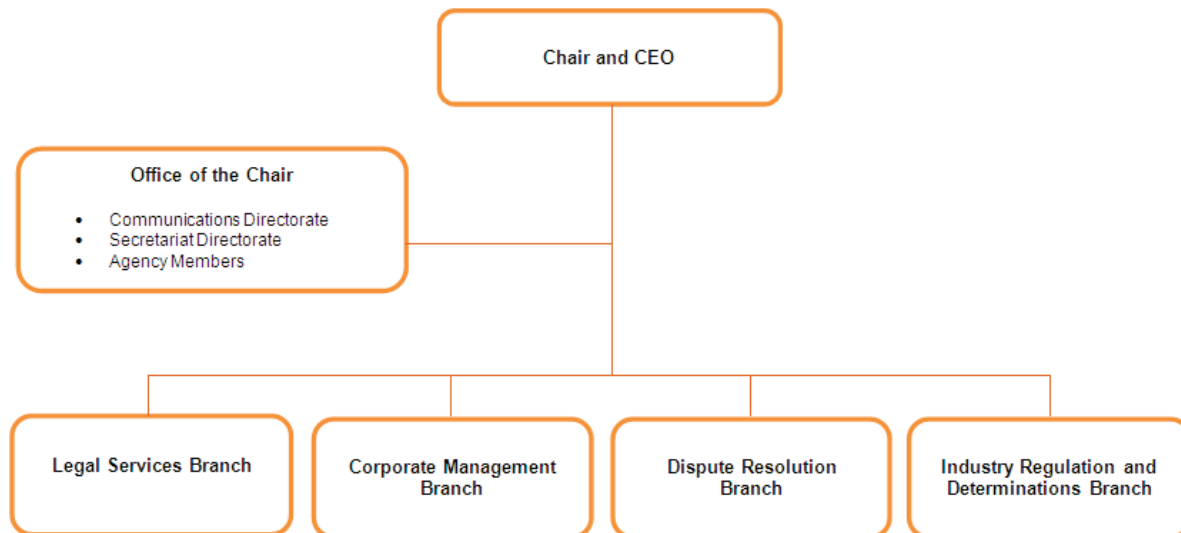 Chair and CEO
Office of the Chair
• Communications Directorate
• Secretariat Directorate
• Agency Members
Legal Services Branch
Corporate Management
Branch
Dispute Resolution
Branch
Industry Regulation and
Determinations Branch